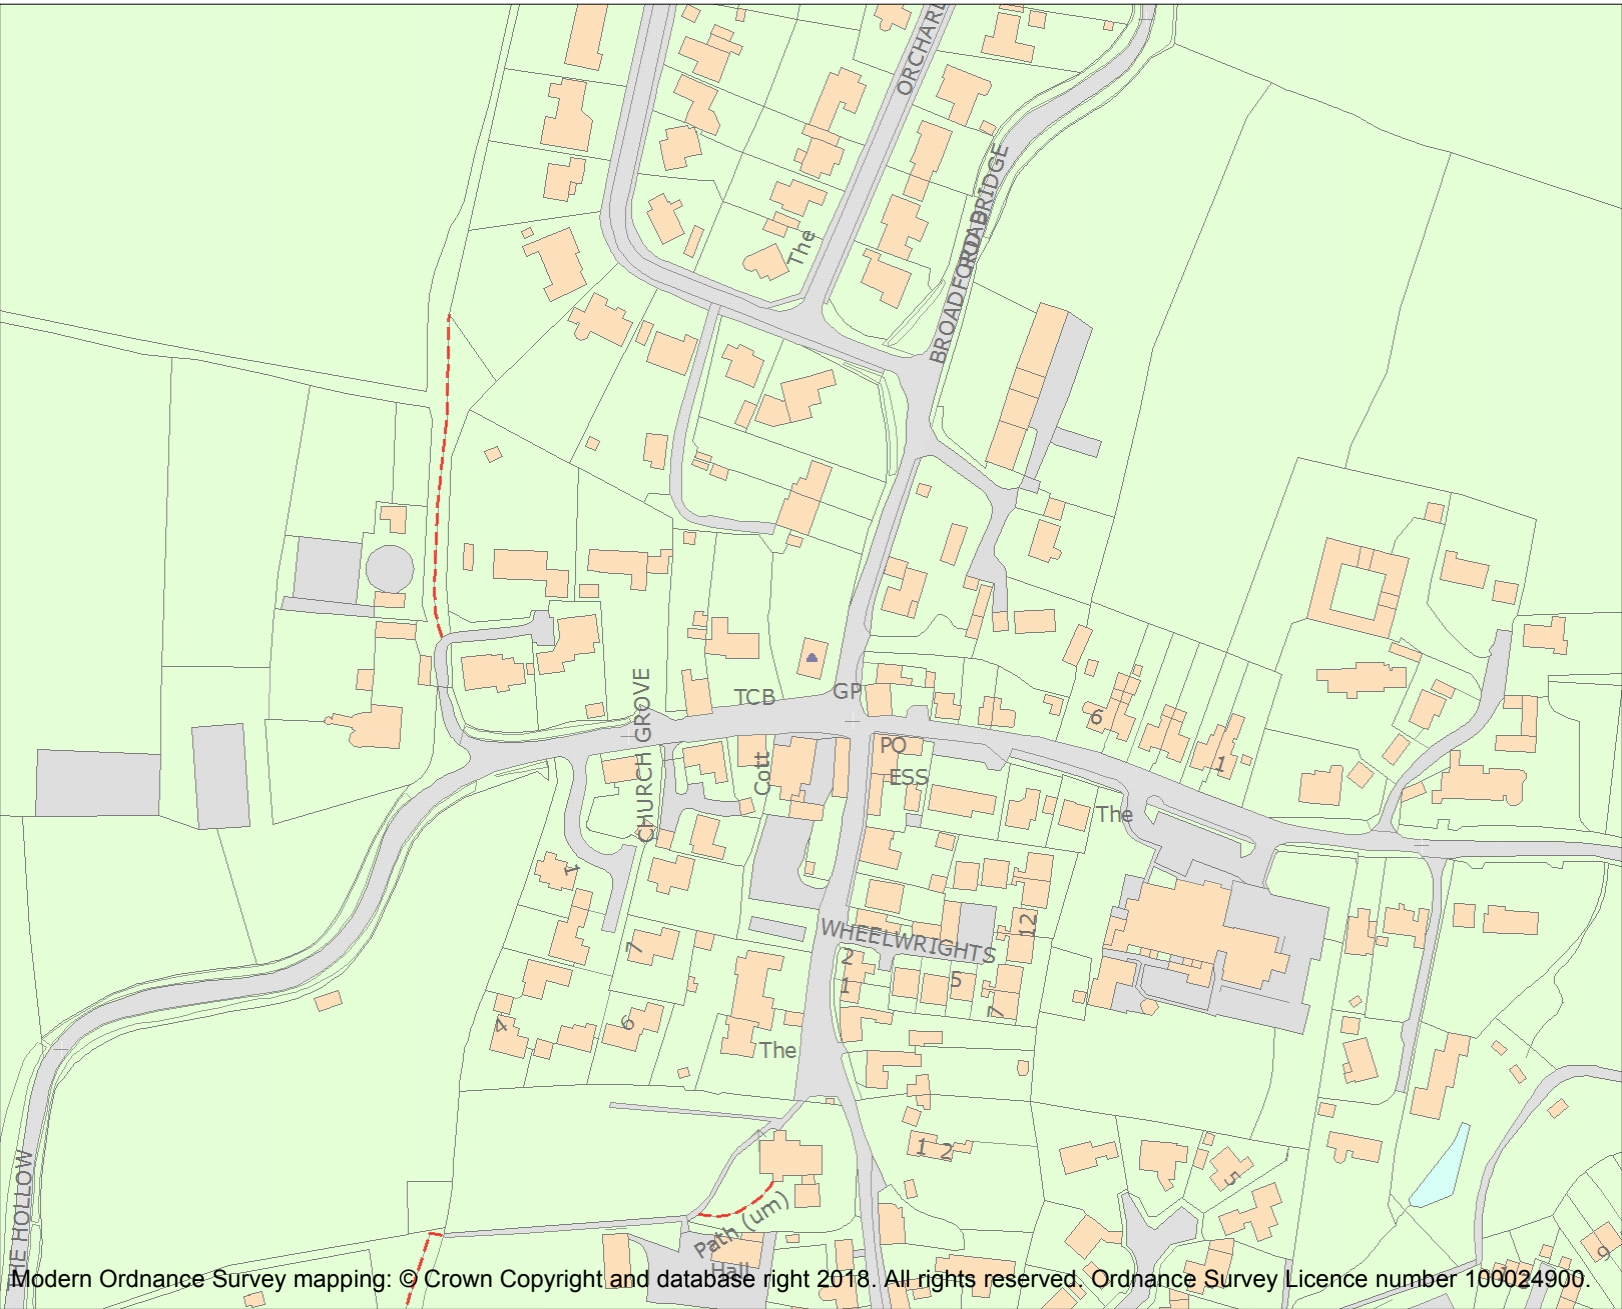 ORCHARD
BROADFORD BRIDGE
ROAD
The
CHURCH GROVE
TCB
GP
Cott
PO
ESS
6
1
The
1
7
WHEELWRIGHTS
12
2
1
5
7
4
6
The
1 2
5
THE HOLLOW
Path (um)
Hall
9
Modern Ordnance Survey mapping: © Crown Copyright and database right 2018. All rights reserved. Ordnance Survey Licence number 100024900.